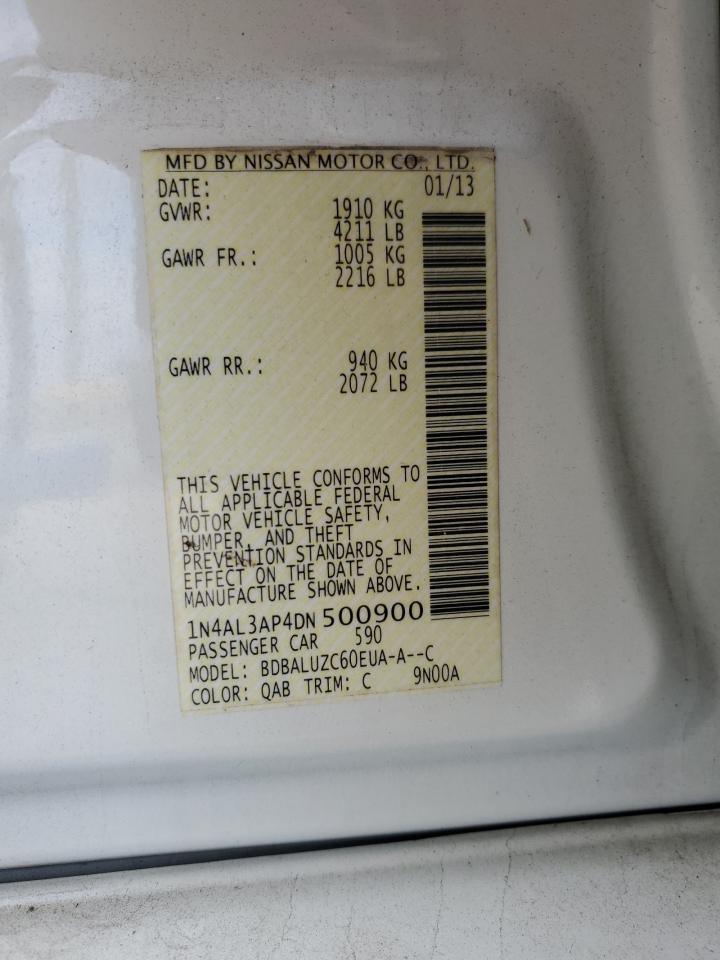 MFD BY NISSAN MOTOR CO., LTD.
DATE: 01/13
GVWR: 1910 KG
4211 LB
GAWR FR.: 1005 KG
2216 LB
GAWR RR.: 940 KG
2072 LB
THIS VEHICLE CONFORMS TO
ALL APPLICABLE FEDERAL
MOTOR VEHICLE SAFETY,
BUMPER, AND THEFT
PREVENTION STANDARDS IN
EFFECT ON THE DATE OF
MANUFACTURE SHOWN ABOVE.
1N4AL3AP4DN500900
PASSENGER CAR 590
MODEL: BDBALUZC60EUA-A--C
COLOR: QAB TRIM: C 9N00A